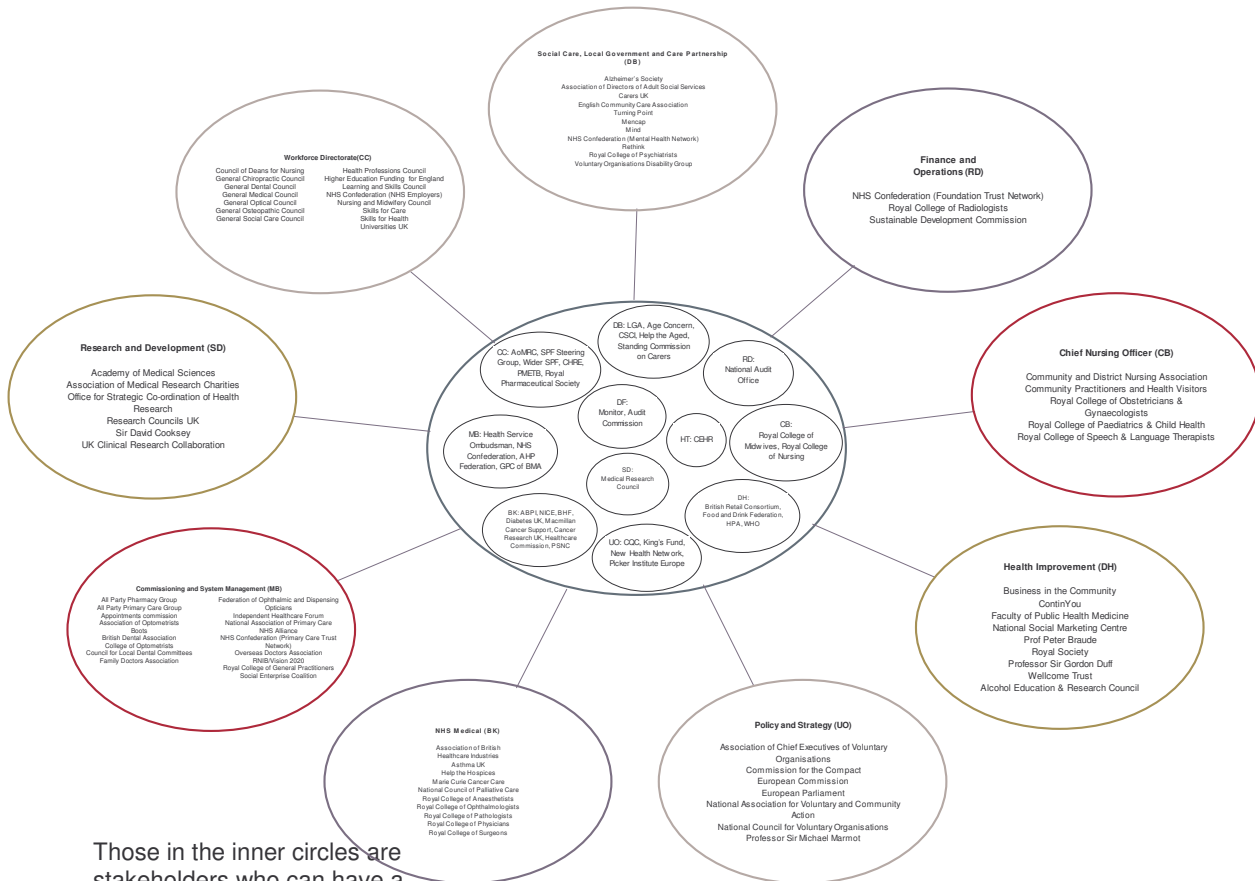 Social Care, Local Government and Care Partnership
(DB)
Alzheimer's Society
Association of Directors of Adult Social Services
Carers UK
English Community Care Association
Turning Point
Mencap
Mind
NHS Confederation (Mental Health Network)
Rethink
Royal College of Psychiatrists
Voluntary Organisations Disability Group
Workforce Directorate(CC)
Council of Deans for Nursing
General Chiropractic Council
General Dental Council
General Medical Council
General Optical Council
General Osteopathic Council
General Social Care Council
Health Professions Council
Higher Education Funding for England
Learning and Skills Council
NHS Confederation (NHS Employers)
Nursing and Midwifery Council
Skills for Care
Skills for Health
Universities UK
Finance and
Operations (RD)
NHS Confederation (Foundation Trust Network)
Royal College of Radiologists
Sustainable Development Commission
Research and Development (SD)
Academy of Medical Sciences
Association of Medical Research Charities
Office for Strategic Co-ordination of Health
Research
Research Councils UK
Sir David Cooksey
UK Clinical Research Collaboration
Chief Nursing Officer (CB)
Community and District Nursing Association
Community Practitioners and Health Visitors
Royal College of Obstetricians &
Gynaecologists
Royal College of Paediatrics & Child Health
Royal College of Speech & Language Therapists
DB: LGA, Age Concern,
CSCI, Help the Aged,
Standing Commission
on Carers
CC: AoMRC, SPF Steering
Group, Wider SPF, CHRE,
PMETB, Royal
Pharmaceutical Society
RD:
National Audit
Office
DF:
Monitor, Audit
Commission
HT: CEHR
CB:
Royal College of
Midwives, Royal College
of Nursing
MB: Health Service
Ombudsman, NHS
Confederation, AHP
Federation, GPC of BMA
SD:
Medical Research
Council
DH:
British Retail Consortium,
Food and Drink Federation,
HPA, WHO
BK: ABPI, NICE, BHF,
Diabetes UK, Macmillan
Cancer Support, Cancer
Research UK, Healthcare
Commission, PSNC
UO: CQC, King's Fund,
New Health Network,
Picker Institute Europe
Commissioning and System Management (MB)
All Party Pharmacy Group
All Party Primary Care Group
Appointments commission
Association of Optometrists
Boots
British Dental Association
College of Optometrists
Council for Local Dental Committees
Family Doctors Association
Federation of Ophthalmic and Dispensing
Opticians
Independent Healthcare Forum
National Association of Primary Care
NHS Alliance
NHS Confederation (Primary Care Trust
Network)
Overseas Doctors Association
RNIB/Vision 2020
Royal College of General Practitioners
Social Enterprise Coalition
Health Improvement (DH)
Business in the Community
ContinYou
Faculty of Public Health Medicine
National Social Marketing Centre
Prof Peter Braude
Royal Society
Professor Sir Gordon Duff
Wellcome Trust
Alcohol Education & Research Council
NHS Medical (BK)
Association of British
Healthcare Industries
Asthma UK
Help the Hospices
Marie Curie Cancer Care
National Council of Palliative Care
Royal College of Anaesthetists
Royal College of Ophthalmologists
Royal College of Pathologists
Royal College of Physicians
Royal College of Surgeons
Policy and Strategy (UO)
Association of Chief Executives of Voluntary
Organisations
Commission for the Compact
European Commission
European Parliament
National Association for Voluntary and Community
Action
National Council for Voluntary Organisations
Professor Sir Michael Marmot
Those in the inner circles are
stakeholders who can have a